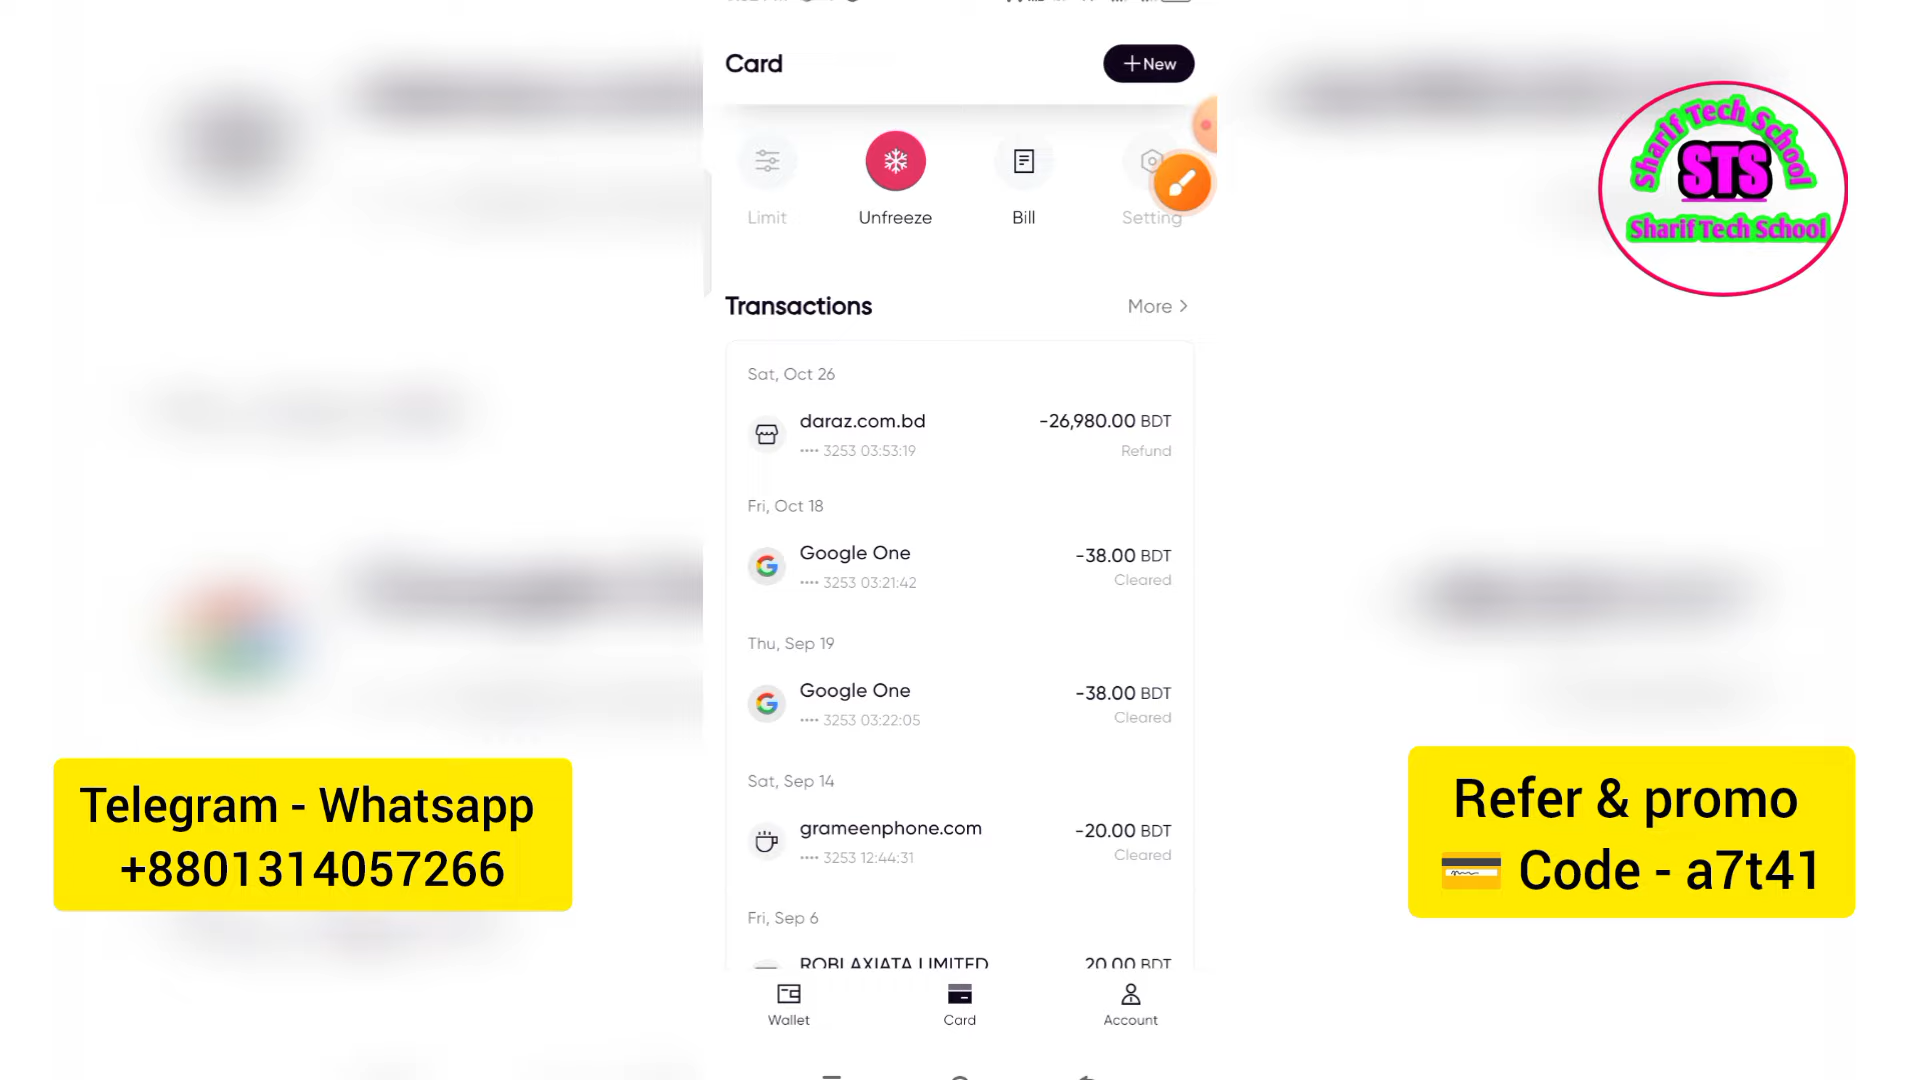 Card
+ New
Limit
Unfreeze
Bill
Setting
Transactions
More >
Sat, Oct 26
daraz.com.bd
-26,980.00 BDT
•••• 3253 03:53:19
Refund
Fri, Oct 18
Google One
-38.00 BDT
•••• 3253 03:21:42
Cleared
Thu, Sep 19
Google One
-38.00 BDT
•••• 3253 03:22:05
Cleared
Sat, Sep 14
grameenphone.com
-20.00 BDT
•••• 3253 12:44:31
Cleared
Fri, Sep 6
ROBI AXIATA LIMITED
20.00 BDT
Wallet
Card
Account
Sharif Tech School
STS
Sharif Tech School
Telegram - Whatsapp
+8801314057266
Refer & promo
Code - a7t41